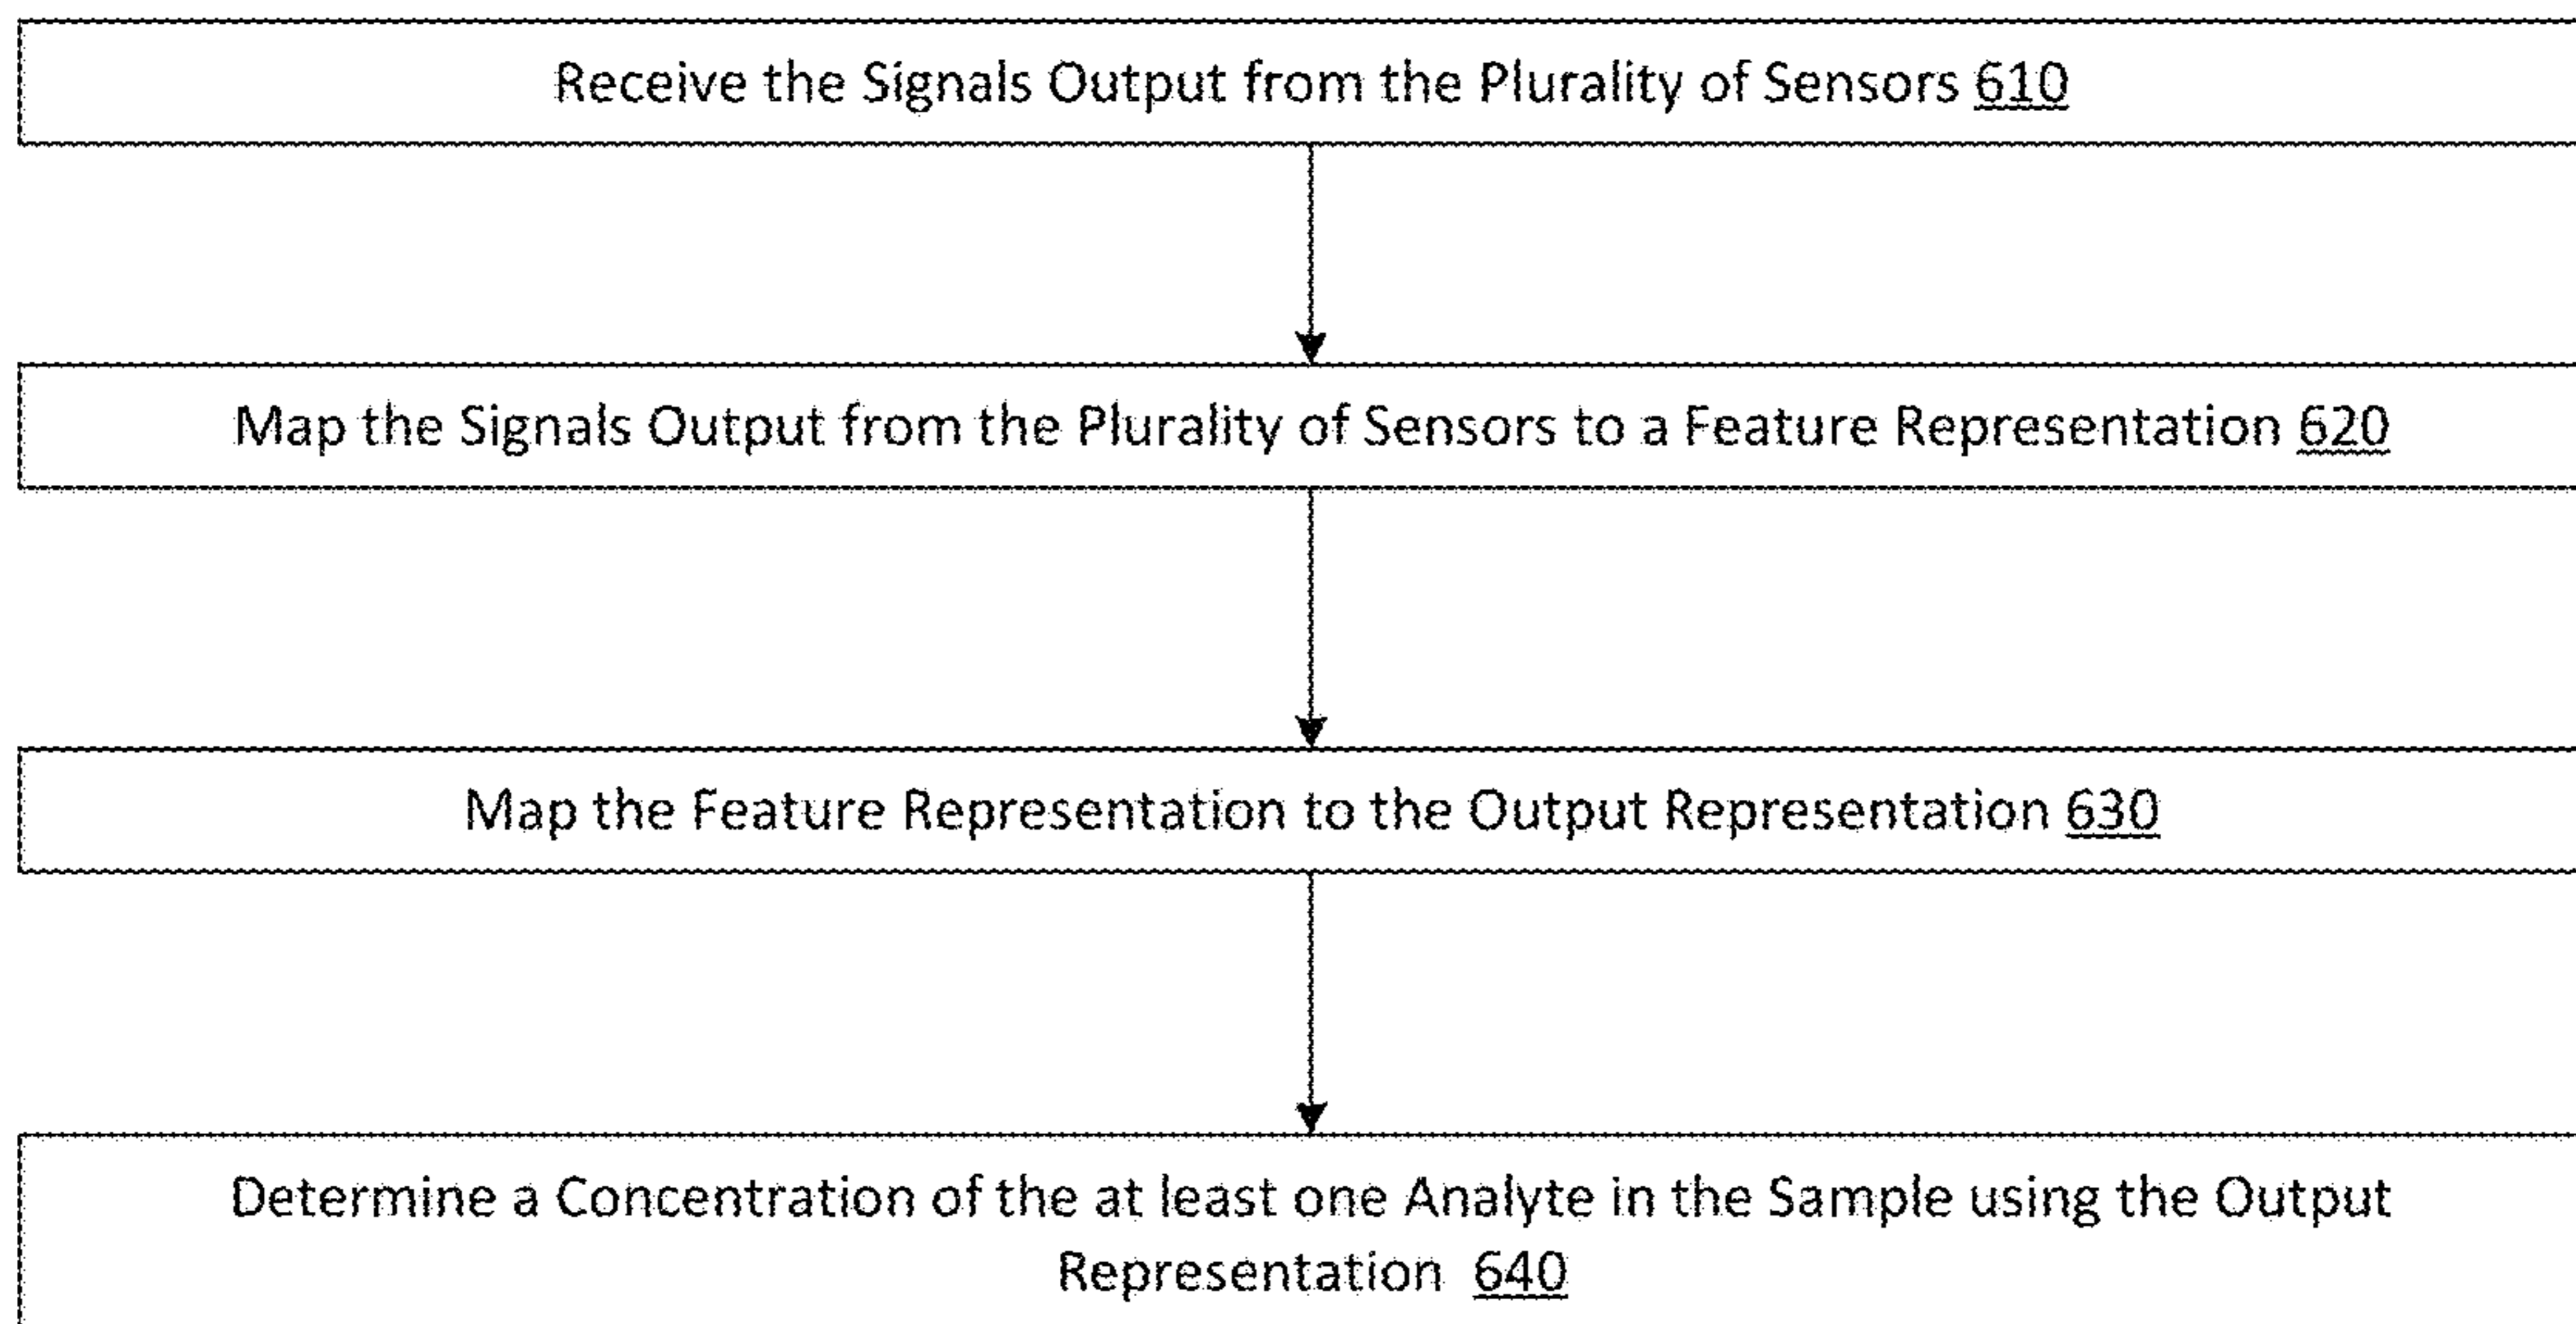 Receive the Signals Output from the Plurality of Sensors 610
Map the Signals Output from the Plurality of Sensors to a Feature Representation 620
Map the Feature Representation to the Output Representation 630
Determine a Concentration of the at least one Analyte in the Sample using the Output
Representation 640